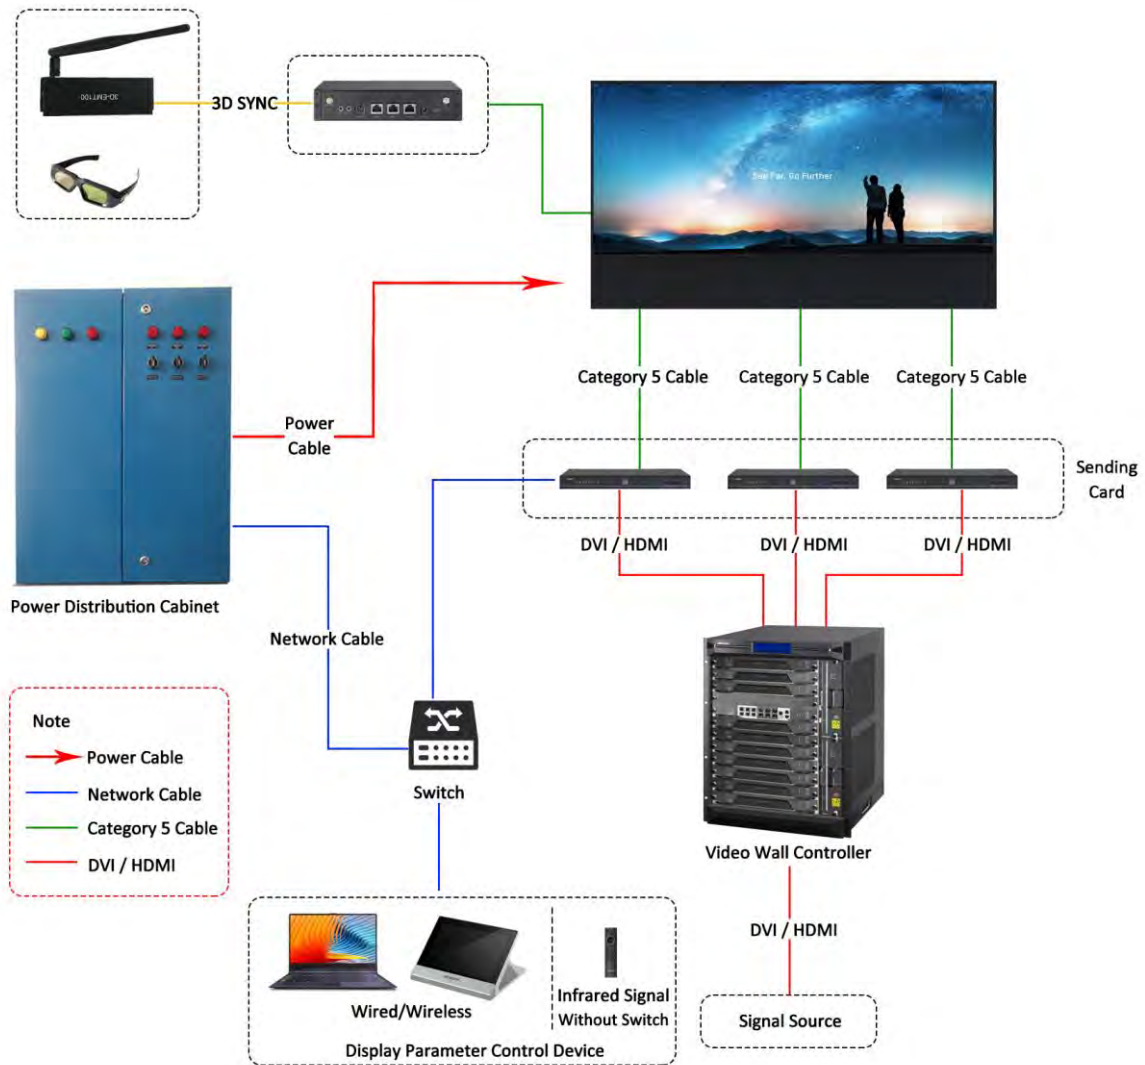 3D-EMT100
3D SYNC
See Far, Go Further
Category 5 Cable
Category 5 Cable
Category 5 Cable
Power
Cable
Sending
Card
DVI / HDMI
DVI / HDMI
DVI / HDMI
Power Distribution Cabinet
Network Cable
Note
Power Cable
Network Cable
Category 5 Cable
DVI / HDMI
Switch
Video Wall Controller
DVI / HDMI
Wired/Wireless
Infrared Signal
Without Switch
Display Parameter Control Device
Signal Source